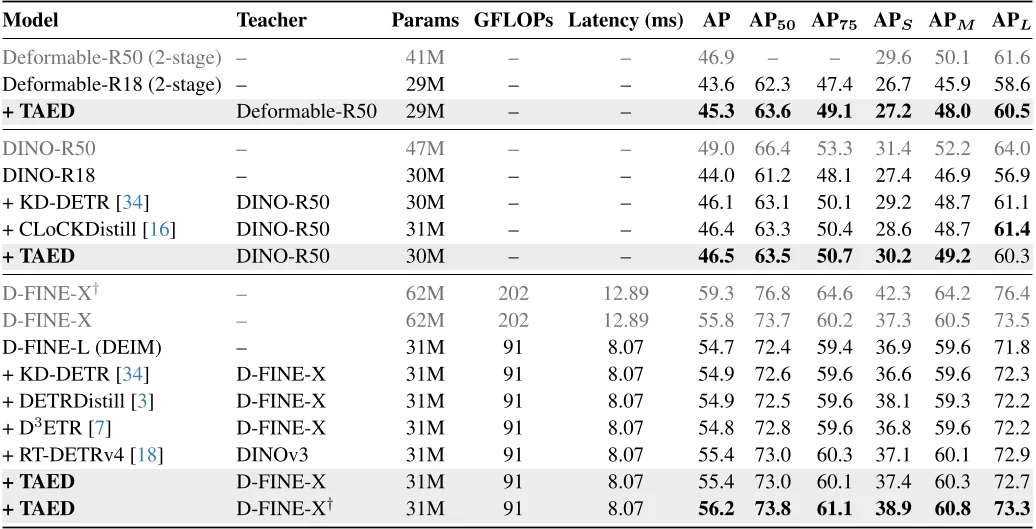 Model Teacher Params GFLOPs Latency (ms) AP AP50 AP75 APS APM APL
Deformable-R50 (2-stage) – 41M – – 46.9 – – 29.6 50.1 61.6
Deformable-R18 (2-stage) – 29M – – 43.6 62.3 47.4 26.7 45.9 58.6
+ TAED Deformable-R50 29M – – 45.3 63.6 49.1 27.2 48.0 60.5
DINO-R50 – 47M – – 49.0 66.4 53.3 31.4 52.2 64.0
DINO-R18 – 30M – – 44.0 61.2 48.1 27.4 46.9 56.9
+ KD-DETR [34] DINO-R50 30M – – 46.1 63.1 50.1 29.2 48.7 61.1
+ CLoCKDistill [16] DINO-R50 31M – – 46.4 63.3 50.4 28.6 48.7 61.4
+ TAED DINO-R50 30M – – 46.5 63.5 50.7 30.2 49.2 60.3
D-FINE-X† – 62M 202 12.89 59.3 76.8 64.6 42.3 64.2 76.4
D-FINE-X – 62M 202 12.89 55.8 73.7 60.2 37.3 60.5 73.5
D-FINE-L (DEIM) – 31M 91 8.07 54.7 72.4 59.4 36.9 59.6 71.8
+ KD-DETR [34] D-FINE-X 31M 91 8.07 54.9 72.6 59.6 36.6 59.6 72.3
+ DETRDistill [3] D-FINE-X 31M 91 8.07 54.9 72.5 59.6 38.1 59.3 72.2
+ D³ETR [7] D-FINE-X 31M 91 8.07 54.8 72.8 59.6 36.8 59.6 72.2
+ RT-DETRv4 [18] DINOv3 31M 91 8.07 55.4 73.0 60.3 37.1 60.1 72.9
+ TAED D-FINE-X 31M 91 8.07 55.4 73.0 60.1 37.4 60.3 72.7
+ TAED D-FINE-X† 31M 91 8.07 56.2 73.8 61.1 38.9 60.8 73.3